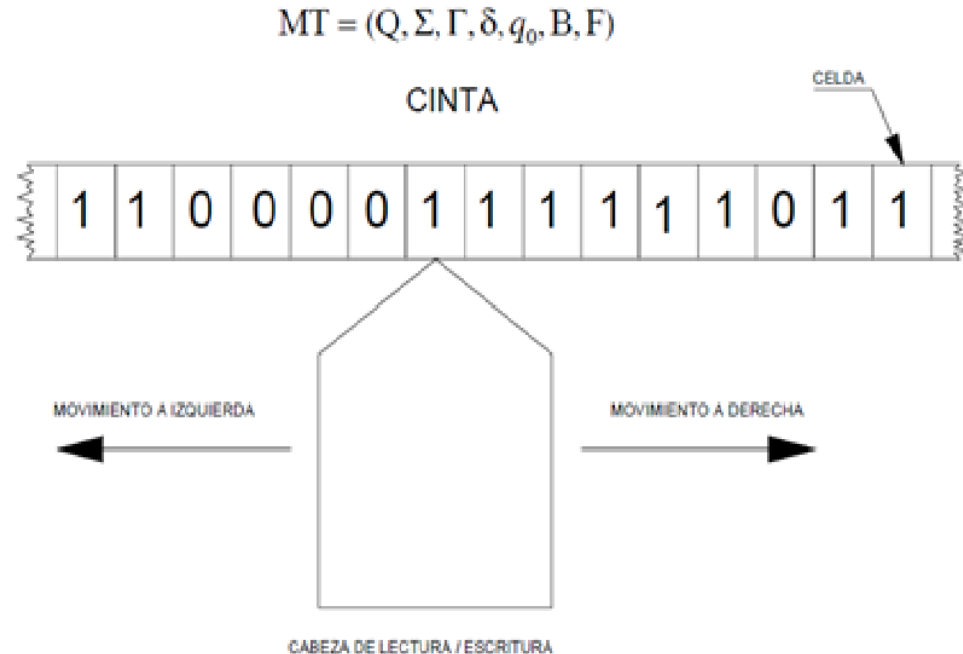 MT = (Q, Σ, Γ, δ, q₀, B, F)
CELDA
CINTA
1 1 0 0 0 0 1 1 1 1 1 1 0 1 1
MOVIMIENTO A IZQUIERDA
MOVIMIENTO A DERECHA
CABEZA DE LECTURA / ESCRITURA